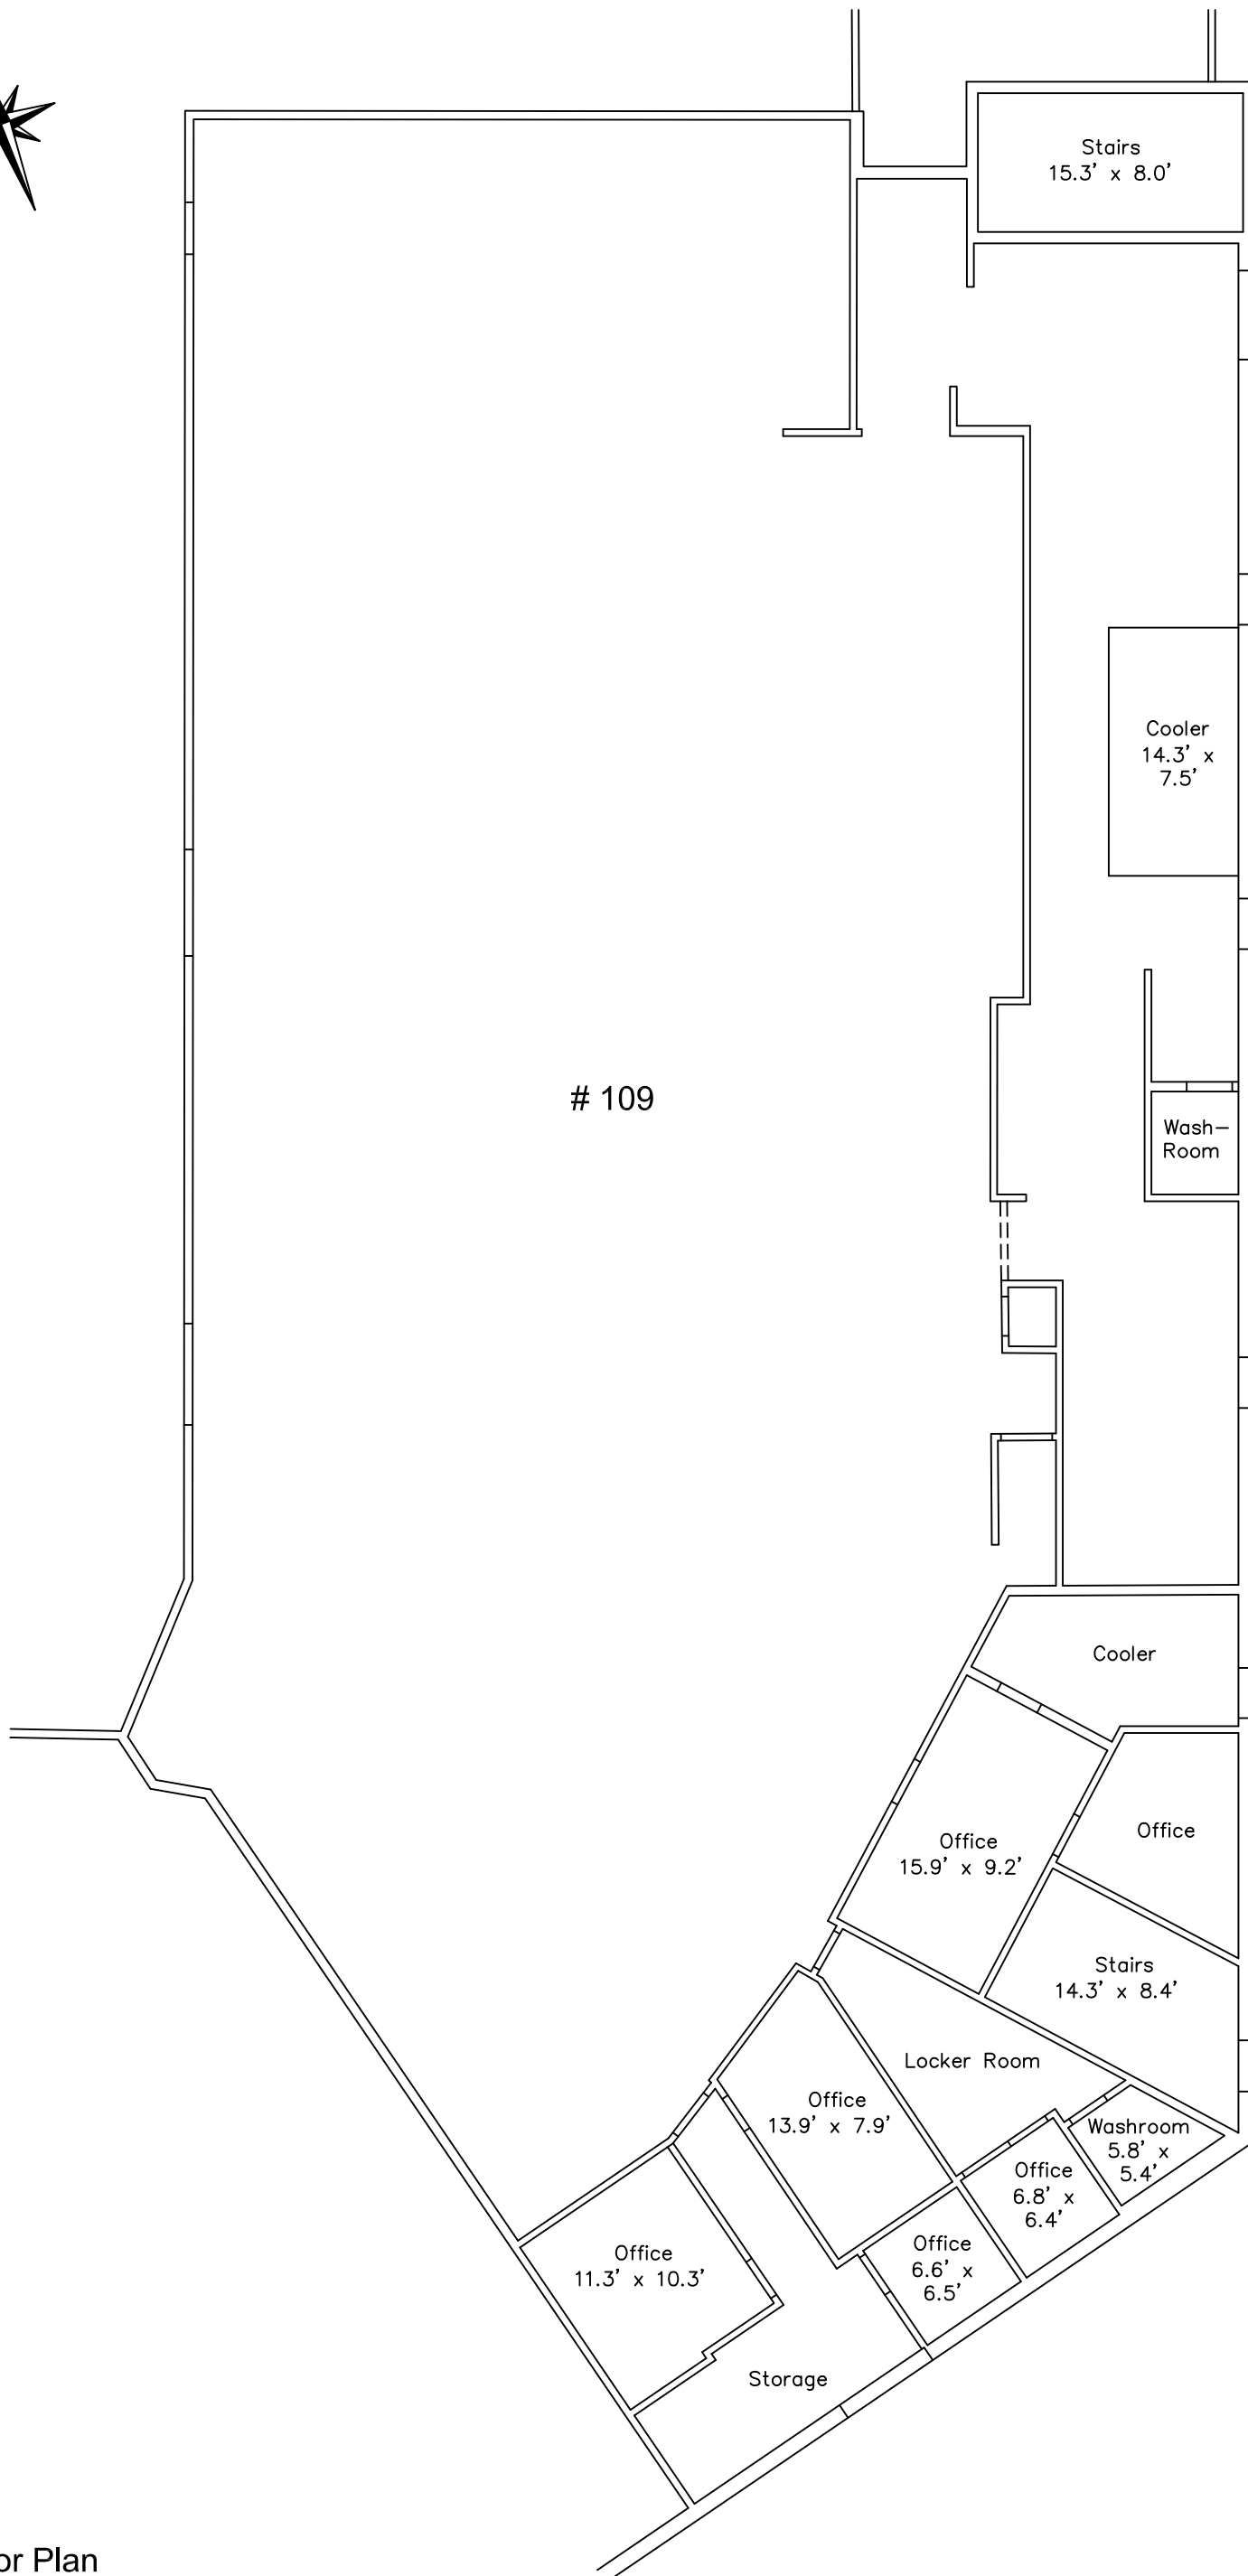 Stairs
15.3' x 8.0'
Cooler
14.3' x
7.5'
# 109
Wash-
Room
Cooler
Office
Office
15.9' x 9.2'
Stairs
14.3' x 8.4'
Locker Room
Office
13.9' x 7.9'
Washroom
5.8' x
5.4'
Office
6.8' x
6.4'
Office
6.6' x
6.5'
Office
11.3' x 10.3'
Storage
or Plan